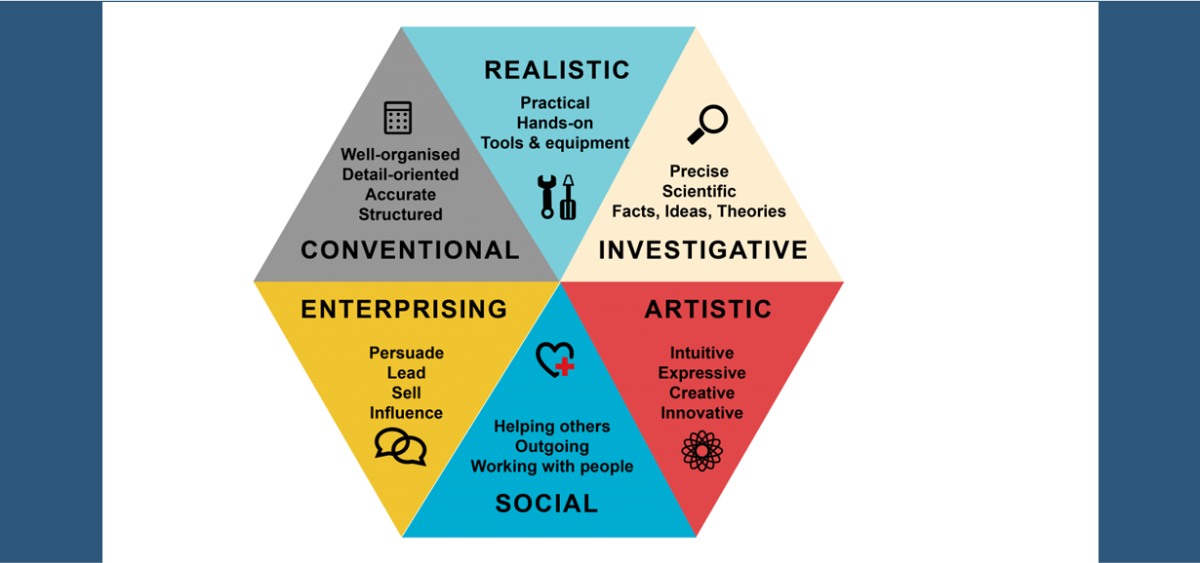 REALISTIC
Practical
Hands-on
Tools & equipment
Well-organised
Detail-oriented
Accurate
Structured
CONVENTIONAL
Precise
Scientific
Facts, Ideas, Theories
INVESTIGATIVE
ENTERPRISING
Persuade
Lead
Sell
Influence
Helping others
Outgoing
Working with people
SOCIAL
ARTISTIC
Intuitive
Expressive
Creative
Innovative